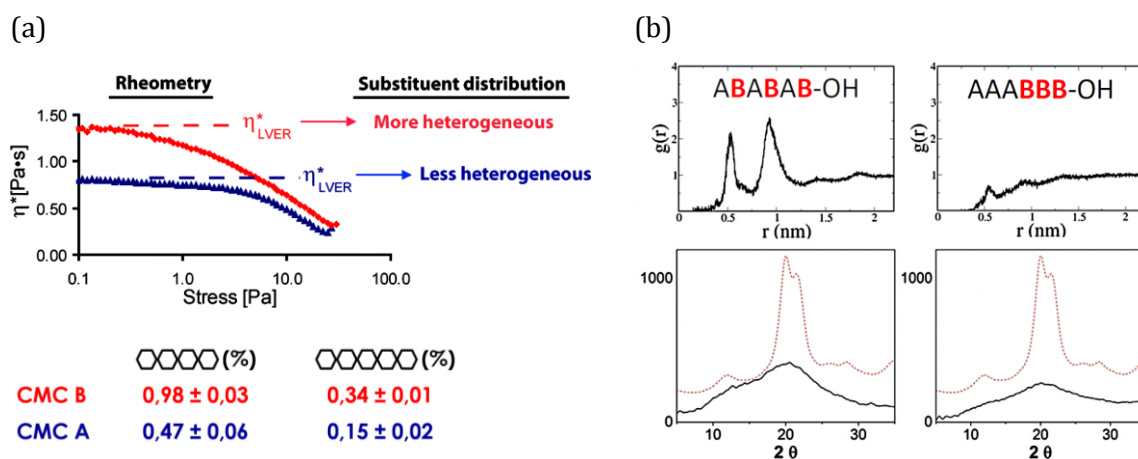 (a)
Rheometry
Substituent distribution
η*[Pa•s]
1.50
1.00
0.50
0.00
η*LVER
More heterogeneous
η*LVER
Less heterogeneous
0.1
1.0
10.0
100.0
Stress [Pa]
(%)
(%)
CMC B
0,98 ± 0,03
0,34 ± 0,01
CMC A
0,47 ± 0,06
0,15 ± 0,02
(b)
ABABAB-OH
g(r)
4
3
2
1
0
0.5
1
1.5
2
r (nm)
AAABBB-OH
g(r)
4
3
2
1
0
0.5
1
1.5
2
r (nm)
1000
0
10
20
30
2 θ
1000
0
10
20
30
2 θ